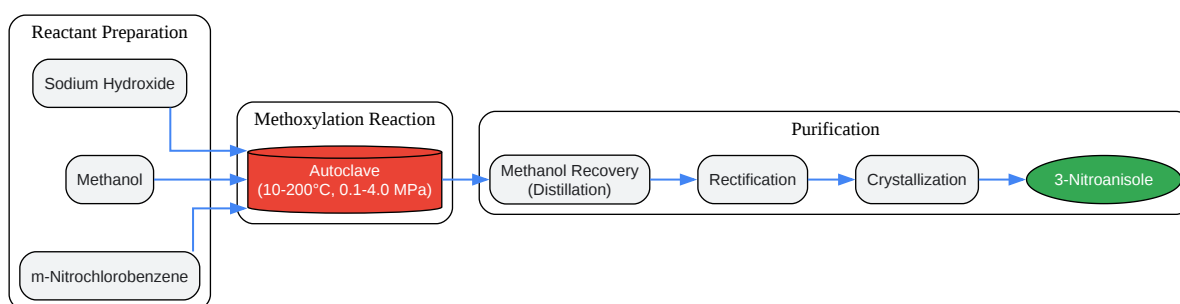 Reactant Preparation
Sodium Hydroxide
Methanol
m-Nitrochlorobenzene
Methoxylation Reaction
Autoclave
(10-200°C, 0.1-4.0 MPa)
Purification
Methanol Recovery
(Distillation)
Rectification
Crystallization
3-Nitroanisole